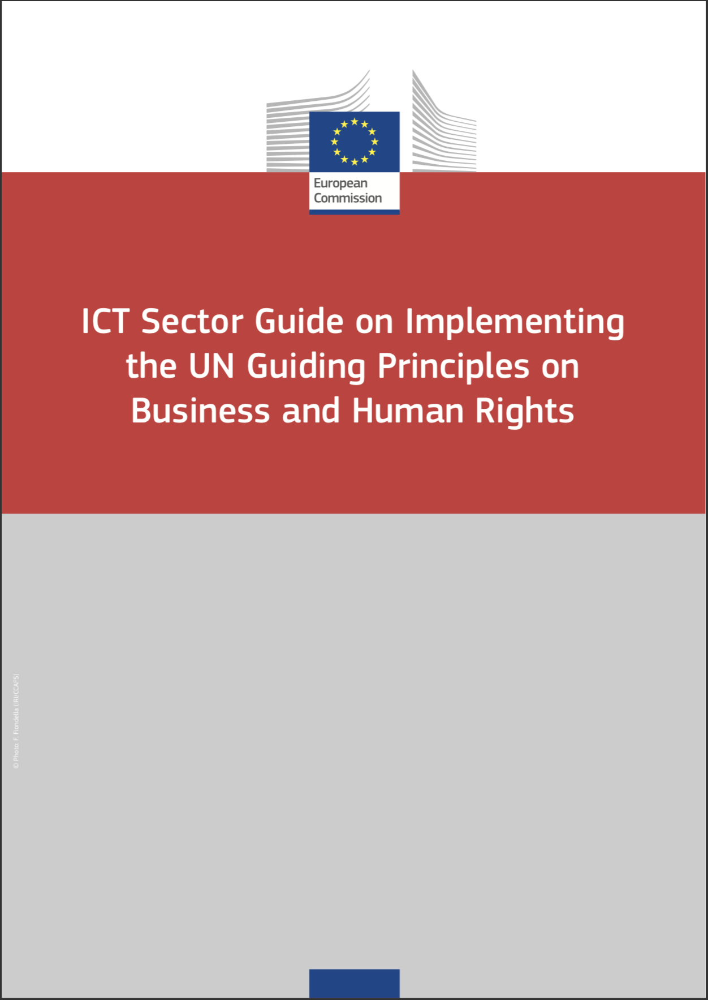 European
Commission
ICT Sector Guide on Implementing
the UN Guiding Principles on
Business and Human Rights
© Photo: F. Fiondella (IRI/CCAFS)